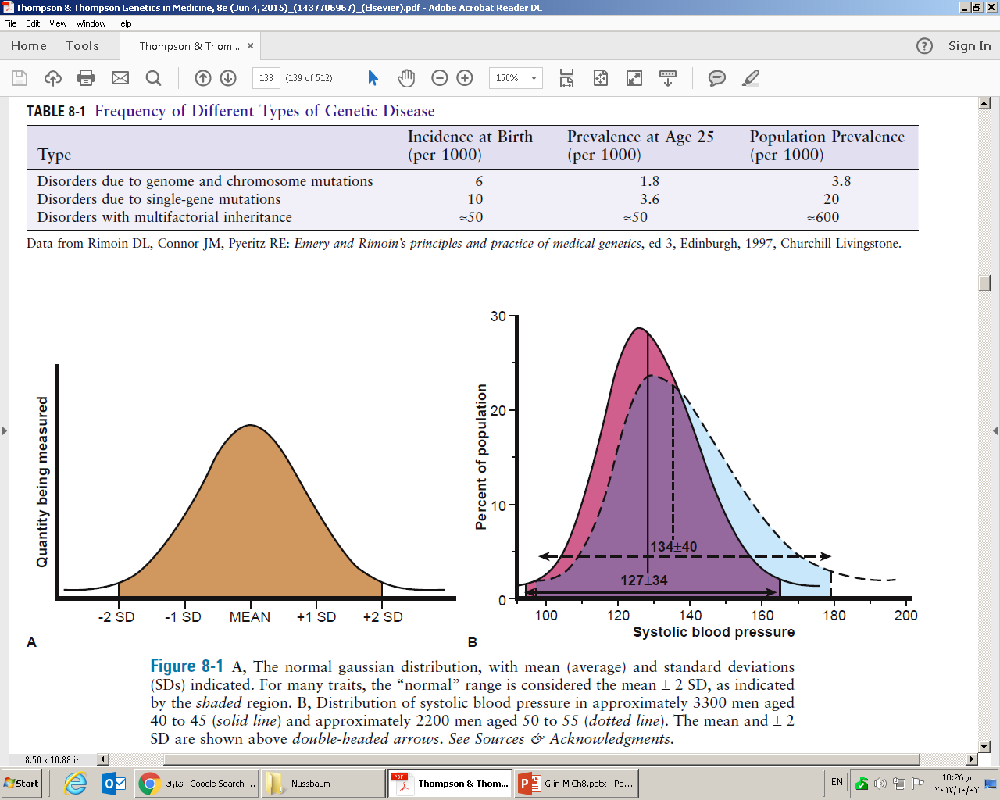 Thompson & Thompson Genetics in Medicine, 8e (Jun 4, 2015)_(1437706967)_(Elsevier).pdf - Adobe Acrobat Reader DC
File Edit View Window Help
Home Tools Thompson & Thom... × ? Sign In
133 (139 of 512) 150%
TABLE 8-1 Frequency of Different Types of Genetic Disease
Type Incidence at Birth (per 1000) Prevalence at Age 25 (per 1000) Population Prevalence (per 1000)
Disorders due to genome and chromosome mutations 6 1.8 3.8
Disorders due to single-gene mutations 10 3.6 20
Disorders with multifactorial inheritance ≈50 ≈50 ≈600
Data from Rimoin DL, Connor JM, Pyeritz RE: Emery and Rimoin's principles and practice of medical genetics, ed 3, Edinburgh, 1997, Churchill Livingstone.
Quantity being measured
-2 SD -1 SD MEAN +1 SD +2 SD
A
Percent of population
30
20
10
0
134±40
127±34
100 120 140 160 180 200
Systolic blood pressure
B
Figure 8-1 A, The normal gaussian distribution, with mean (average) and standard deviations
(SDs) indicated. For many traits, the “normal” range is considered the mean ± 2 SD, as indicated
by the shaded region. B, Distribution of systolic blood pressure in approximately 3300 men aged
40 to 45 (solid line) and approximately 2200 men aged 50 to 55 (dotted line). The mean and ± 2
SD are shown above double-headed arrows. See Sources & Acknowledgments.
8.50 x 10.88 in
Start تبارك - Google Search ... Nussbaum PDF Thompson & Thom... G-in-M Ch8.pptx - Po... EN 10:26 م
٢٠١٧/١٠/٠٣